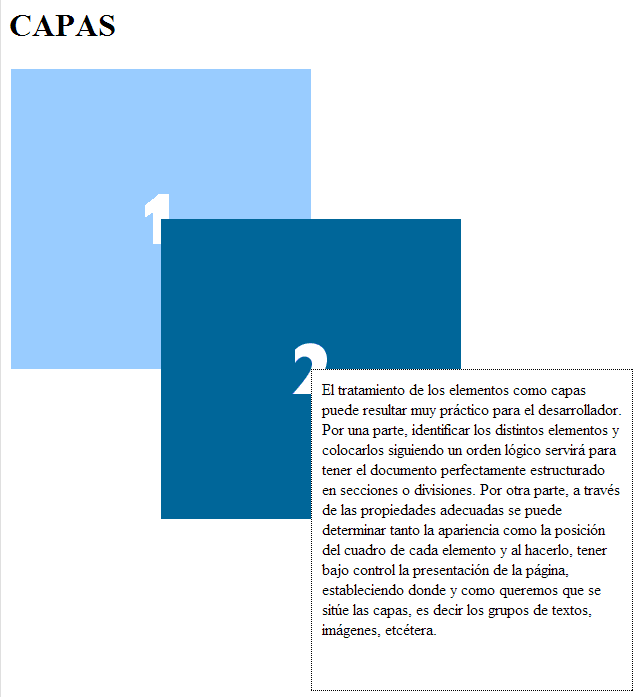 CAPAS
1
2
El tratamiento de los elementos como capas
puede resultar muy práctico para el desarrollador.
Por una parte, identificar los distintos elementos y
colocarlos siguiendo un orden lógico servirá para
tener el documento perfectamente estructurado
en secciones o divisiones. Por otra parte, a través
de las propiedades adecuadas se puede
determinar tanto la apariencia como la posición
del cuadro de cada elemento y al hacerlo, tener
bajo control la presentación de la página,
estableciendo donde y como queremos que se
sitúe las capas, es decir los grupos de textos,
imágenes, etcétera.